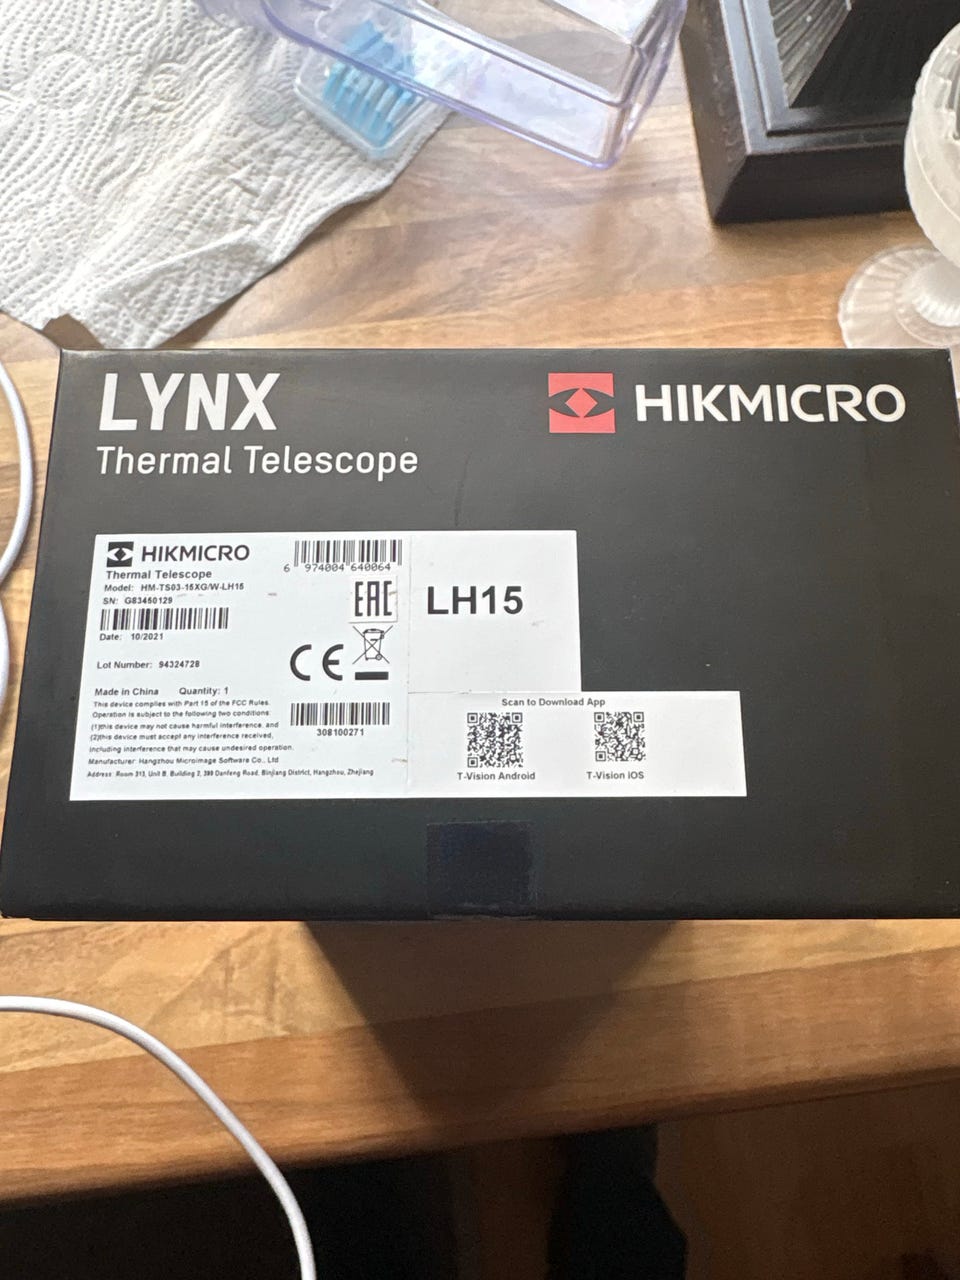 LYNX
HIKMICRO
Thermal Telescope
HIKMICRO
Thermal Telescope
Model: HM-TS03-15XG/W-LH15
SN: G83450129
Date: 10/2021
Lot Number: 94324728
Made in China Quantity: 1
This device complies with Part 15 of the FCC Rules.
Operation is subject to the following two conditions:
(1)this device may not cause harmful interference, and
(2)this device must accept any interference received,
including interference that may cause undesired operation.
Manufacturer: Hangzhou Microimage Software Co., Ltd
Address: Room 313, Unit B, Building 2, 399 Danfeng Road, Binjiang District, Hangzhou, Zhejiang
6 974004 640064
EAC
CE
308100271
LH15
Scan to Download App
T-Vision Android
T-Vision iOS